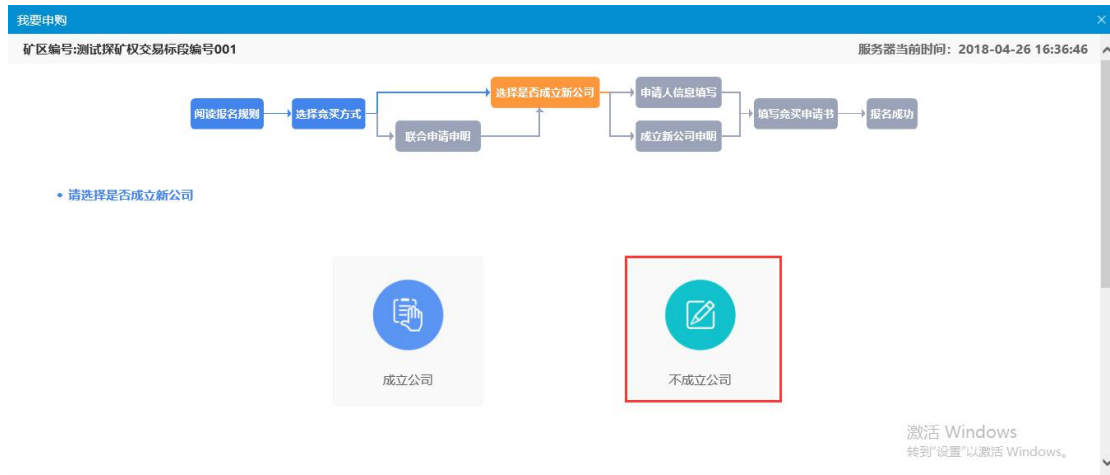 我要申购
矿区编号:测试探矿权交易标段编号001
服务器当前时间：2018-04-26 16:36:46
阅读报名规则
选择竞买方式
联合申请申明
选择是否成立新公司
申请人信息填写
成立新公司申明
填写竞买申请书
报名成功
• 请选择是否成立新公司
成立公司
不成立公司
激活 Windows
转到“设置”以激活 Windows。